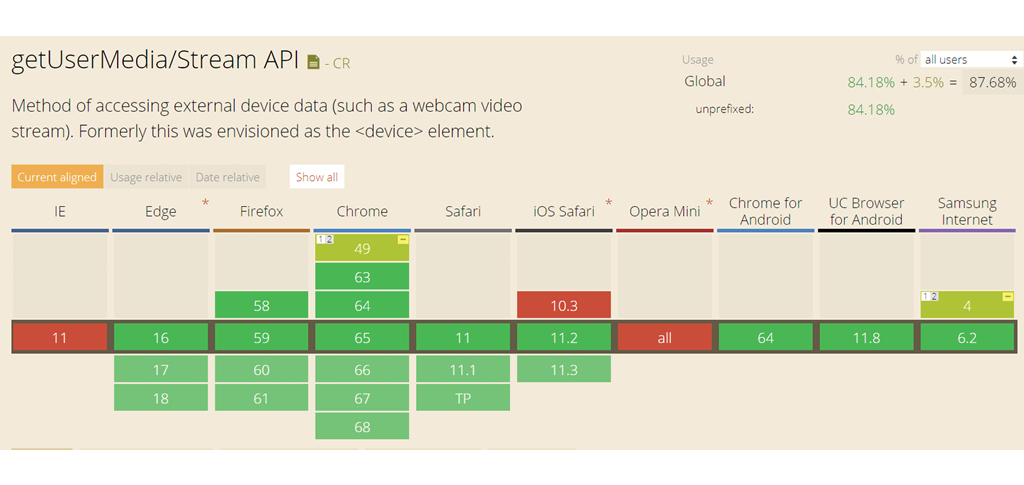 getUserMedia/Stream API - CR
Usage % of all users
Global 84.18% + 3.5% = 87.68%
unprefixed: 84.18%
Method of accessing external device data (such as a webcam video
stream). Formerly this was envisioned as the <device> element.
Current aligned Usage relative Date relative Show all
IE Edge * Firefox Chrome Safari iOS Safari * Opera Mini * Chrome for Android UC Browser for Android Samsung Internet
1 2 49 −
63
58 64 10.3 1 2 4 −
11 16 59 65 11 11.2 all 64 11.8 6.2
17 60 66 11.1 11.3
18 61 67 TP
68